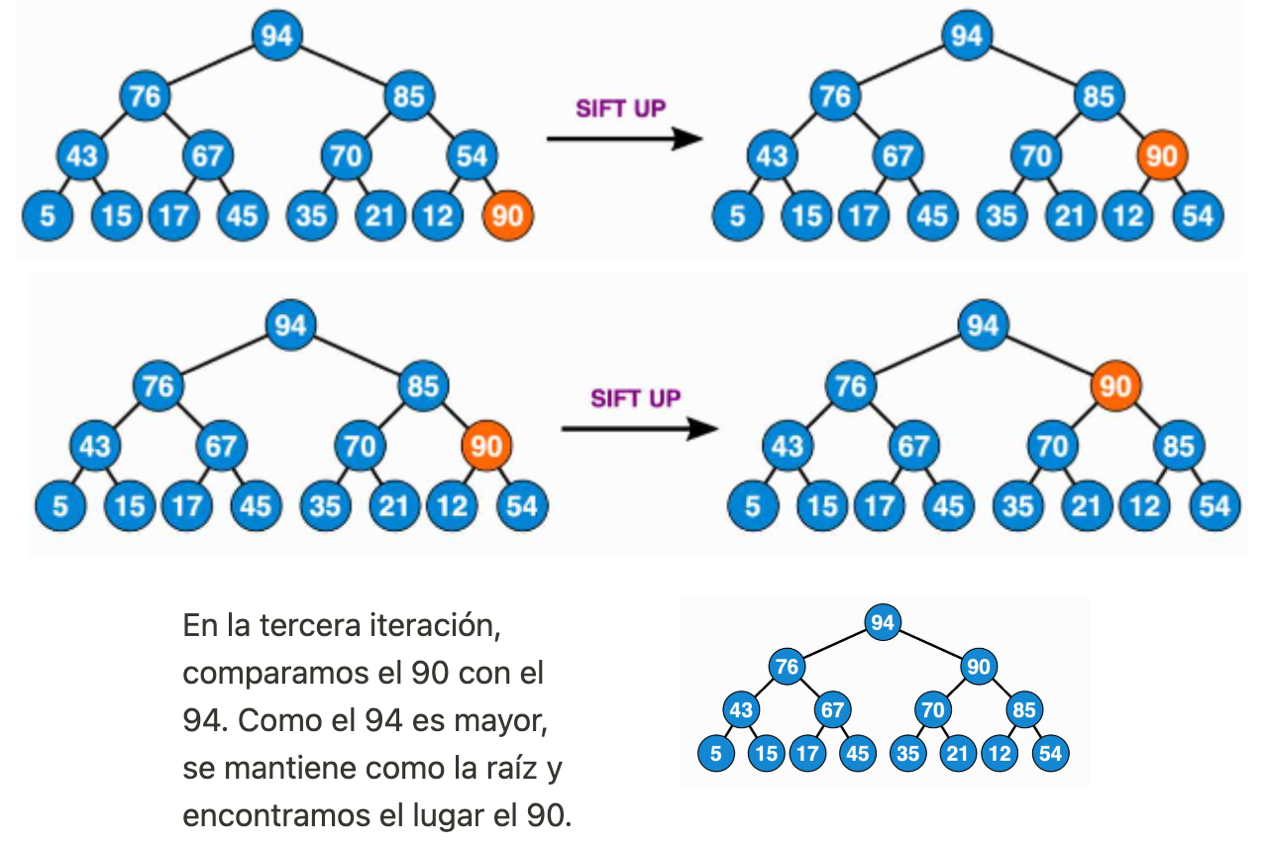 94 94
76 85 SIFT UP 76 85
43 67 70 54 43 67 70 90
5 15 17 45 35 21 12 90 5 15 17 45 35 21 12 54
94 94
76 85 SIFT UP 76 90
43 67 70 90 43 67 70 85
5 15 17 45 35 21 12 54 5 15 17 45 35 21 12 54
En la tercera iteración,
comparamos el 90 con el
94. Como el 94 es mayor,
se mantiene como la raíz y
encontramos el lugar el 90.
94
76 90
43 67 70 85
5 15 17 45 35 21 12 54